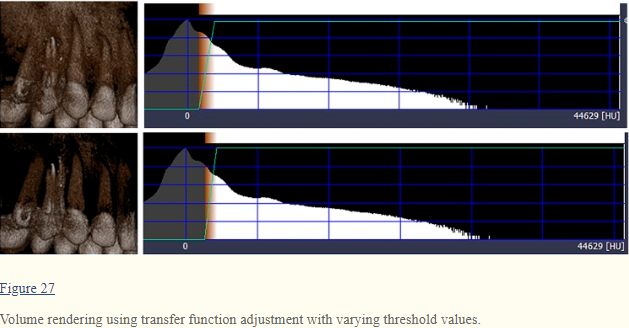 0
44629 [HU]
0
44629 [HU]
Figure 27
Volume rendering using transfer function adjustment with varying threshold values.